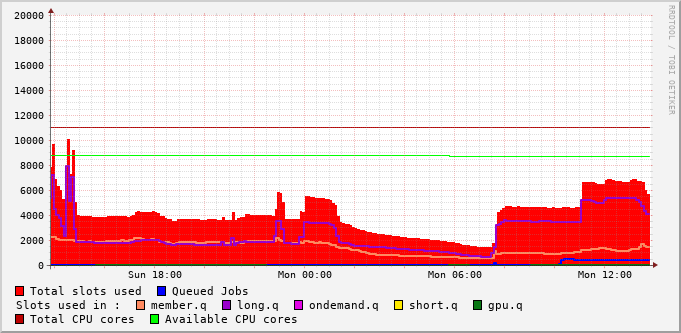 RRDTOOL / TOBI OETIKER
20000
18000
16000
14000
12000
10000
8000
6000
4000
2000
0
Sun 18:00 Mon 00:00 Mon 06:00 Mon 12:00
Total slots used Queued Jobs
Slots used in : member.q long.q ondemand.q short.q gpu.q
Total CPU cores Available CPU cores